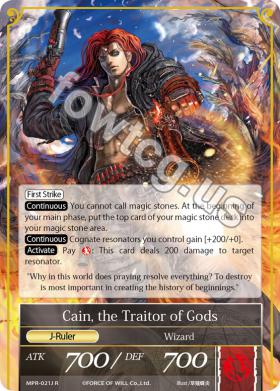 First Strike
Continuous You cannot call magic stones. At the beginning of
your main phase, put the top card of your magic stone deck into
your magic stone area.
Continuous Cognate resonators you control gain [+200/+0].
Activate Pay : This card deals 200 damage to target
resonator.
"Why in this world does praying resolve everything? To destroy
is most important in creating the history of beginnings."
Cain, the Traitor of Gods
J-Ruler Wizard
ATK 700 / DEF 700
MPR-021J R ©FORCE OF WILL Co., Ltd. Illust/
fowtcg.us